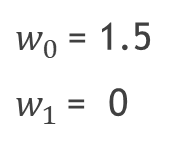 w₀ = 1.5
w₁ = 0